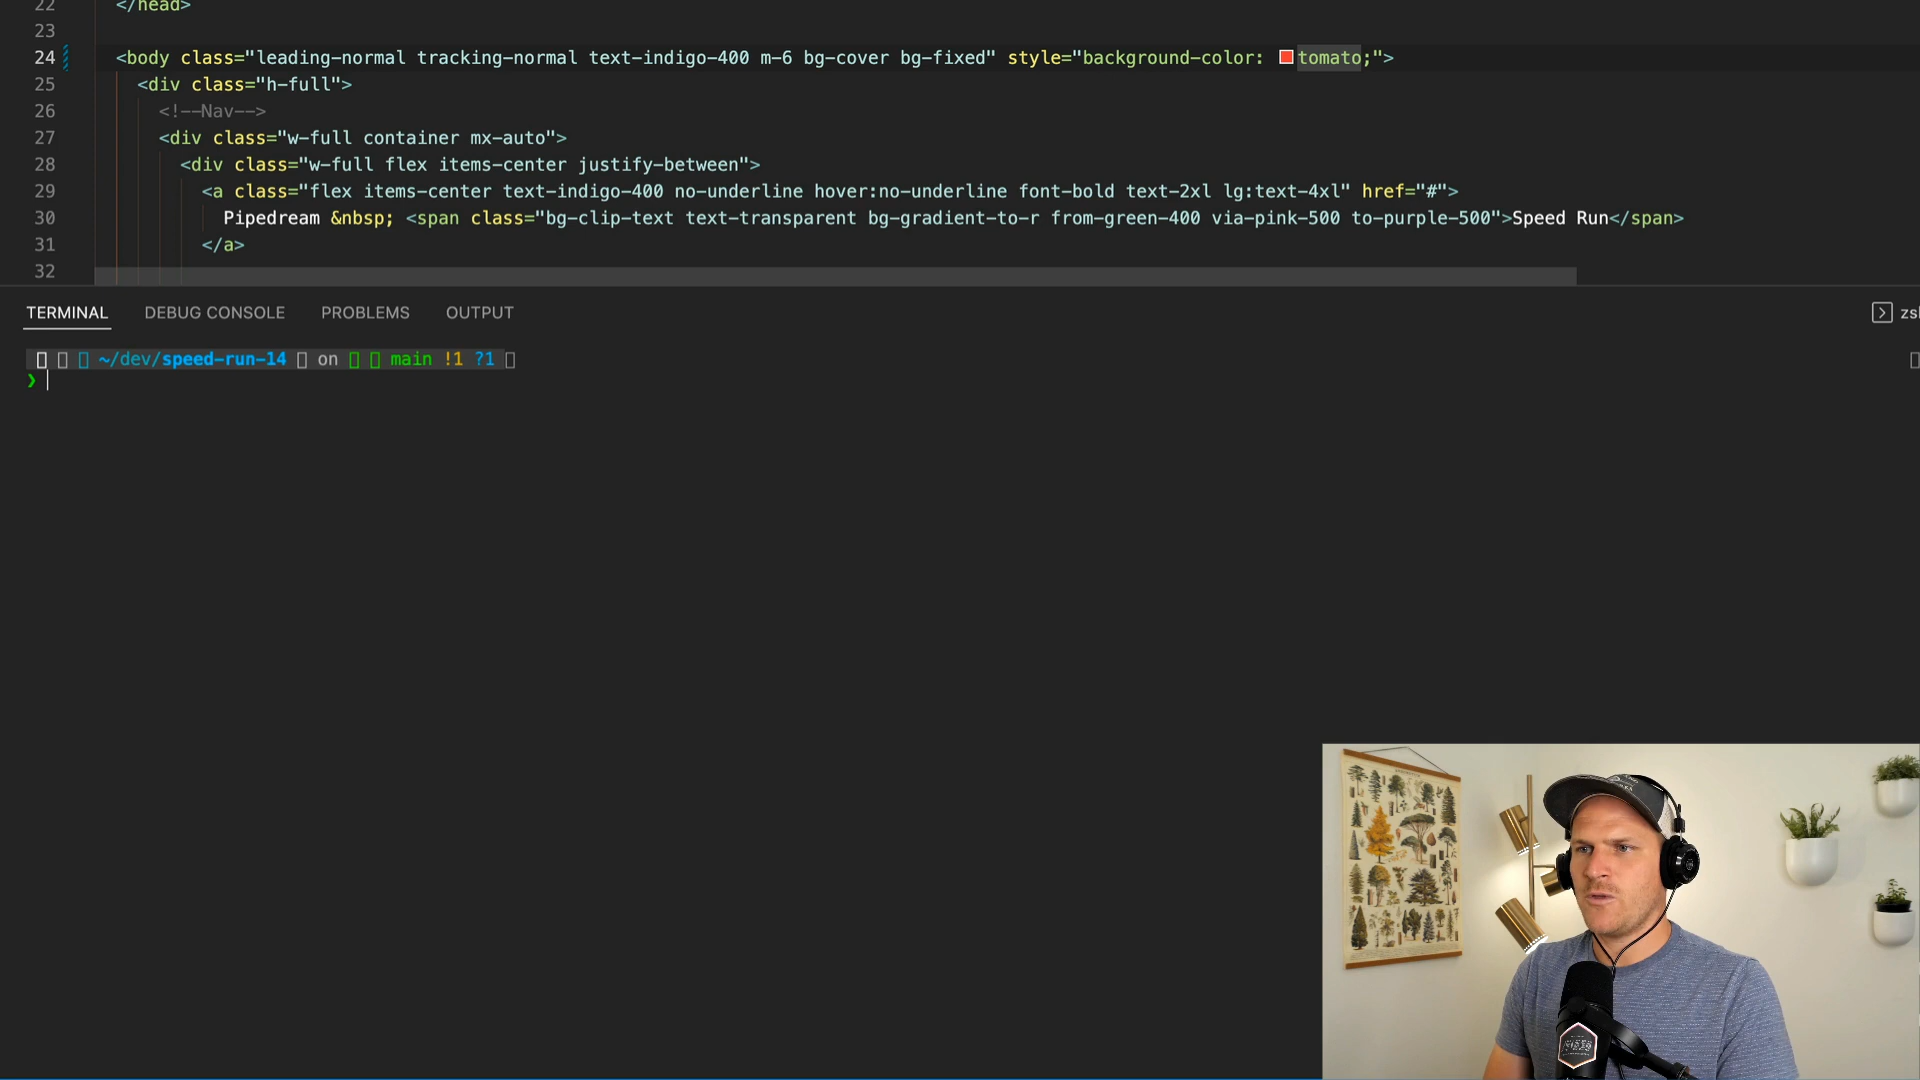 22 </head>
23
24 <body class="leading-normal tracking-normal text-indigo-400 m-6 bg-cover bg-fixed" style="background-color: tomato;">
25 <div class="h-full">
26 <!--Nav-->
27 <div class="w-full container mx-auto">
28 <div class="w-full flex items-center justify-between">
29 <a class="flex items-center text-indigo-400 no-underline hover:no-underline font-bold text-2xl lg:text-4xl" href="#">
30 Pipedream &nbsp; <span class="bg-clip-text text-transparent bg-gradient-to-r from-green-400 via-pink-500 to-purple-500">Speed Run</span>
31 </a>
32
TERMINAL DEBUG CONSOLE PROBLEMS OUTPUT
~/dev/speed-run-14 on main !1 ?1
❯